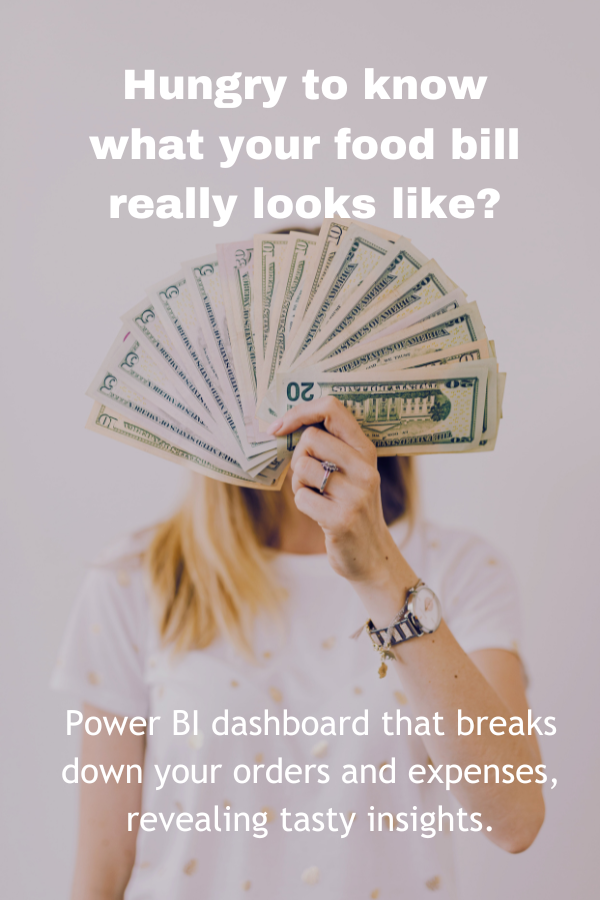 Hungry to know
what your food bill
really looks like?
20
Power BI dashboard that breaks
down your orders and expenses,
revealing tasty insights.